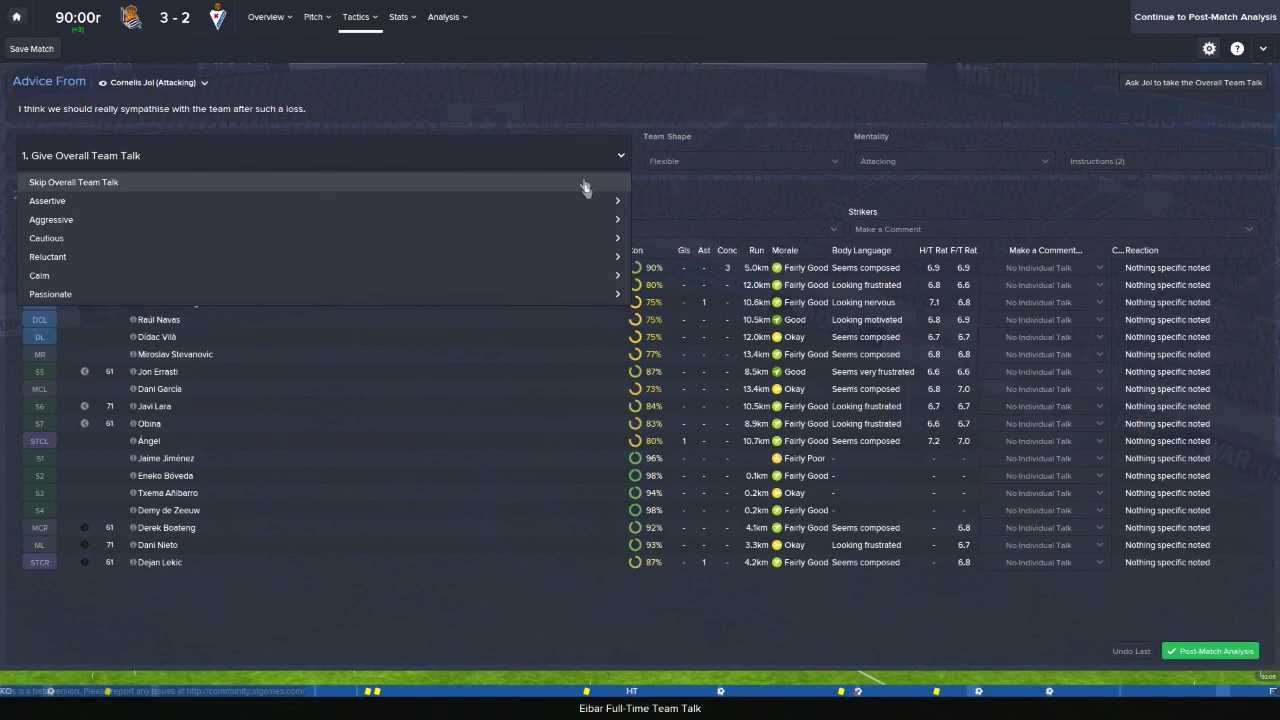 90:00r 3 - 2 Overview Pitch Tactics Stats Analysis Continue to Post-Match Analysis
(+3)
Save Match
Advice From Cornelis Jol (Attacking) Ask Jol to take the Overall Team Talk
I think we should really sympathise with the team after such a loss.
Team Shape Mentality
1. Give Overall Team Talk Flexible Attacking Instructions (2)
Skip Overall Team Talk
Assertive
Strikers
Aggressive
Make a Comment
Cautious
Con Gls Ast Conc Run Morale Body Language H/T Rat F/T Rat Make a Comment... C... Reaction
Reluctant
90% - - 3 5.0km Fairly Good Seems composed 6.9 6.9 No Individual Talk Nothing specific noted
Calm
80% - - - 12.0km Fairly Good Looking frustrated 6.8 6.6 No Individual Talk Nothing specific noted
Passionate
75% - 1 - 10.6km Fairly Good Looking nervous 7.1 6.8 No Individual Talk Nothing specific noted
DCL Raúl Navas 75% - - - 10.5km Good Looking motivated 6.8 6.9 No Individual Talk Nothing specific noted
DL Dídac Vilà 75% - - - 12.0km Okay Seems composed 6.7 6.7 No Individual Talk Nothing specific noted
MR Miroslav Stevanovic 77% - - - 13.4km Fairly Good Seems composed 6.8 6.8 No Individual Talk Nothing specific noted
S5 61 Jon Errasti 87% - - - 8.5km Good Seems very frustrated 6.6 6.6 No Individual Talk Nothing specific noted
MCL Dani García 73% - - - 13.4km Okay Seems composed 6.8 7.0 No Individual Talk Nothing specific noted
S6 71 Javi Lara 84% - - - 10.5km Fairly Good Looking frustrated 6.7 6.7 No Individual Talk Nothing specific noted
S7 61 Obina 83% - - - 8.9km Fairly Good Looking frustrated 6.6 6.7 No Individual Talk Nothing specific noted
STCL Ángel 80% 1 - - 10.7km Fairly Good Seems composed 7.2 7.0 No Individual Talk Nothing specific noted
S1 Jaime Jiménez 96% - - - Fairly Poor - - - No Individual Talk Nothing specific noted
S2 Eneko Bóveda 98% - - - 0.1km Fairly Good - - - No Individual Talk Nothing specific noted
S3 Txema Añibarro 94% - - - 0.2km Okay - - - No Individual Talk Nothing specific noted
S4 Demy de Zeeuw 98% - - - 0.2km Fairly Good - - - No Individual Talk Nothing specific noted
MCR 61 Derek Boateng 92% - - - 4.1km Fairly Good Seems composed - 6.8 No Individual Talk Nothing specific noted
ML 71 Dani Nieto 93% - - - 3.3km Okay Looking frustrated - 6.7 No Individual Talk Nothing specific noted
STCR 61 Dejan Lekic 87% - 1 - 4.2km Fairly Good Seems composed - 6.8 No Individual Talk Nothing specific noted
Undo Last Post-Match Analysis
KO is a beta version. Please report any issues at http://community.sigames.com/ HT
Eibar Full-Time Team Talk